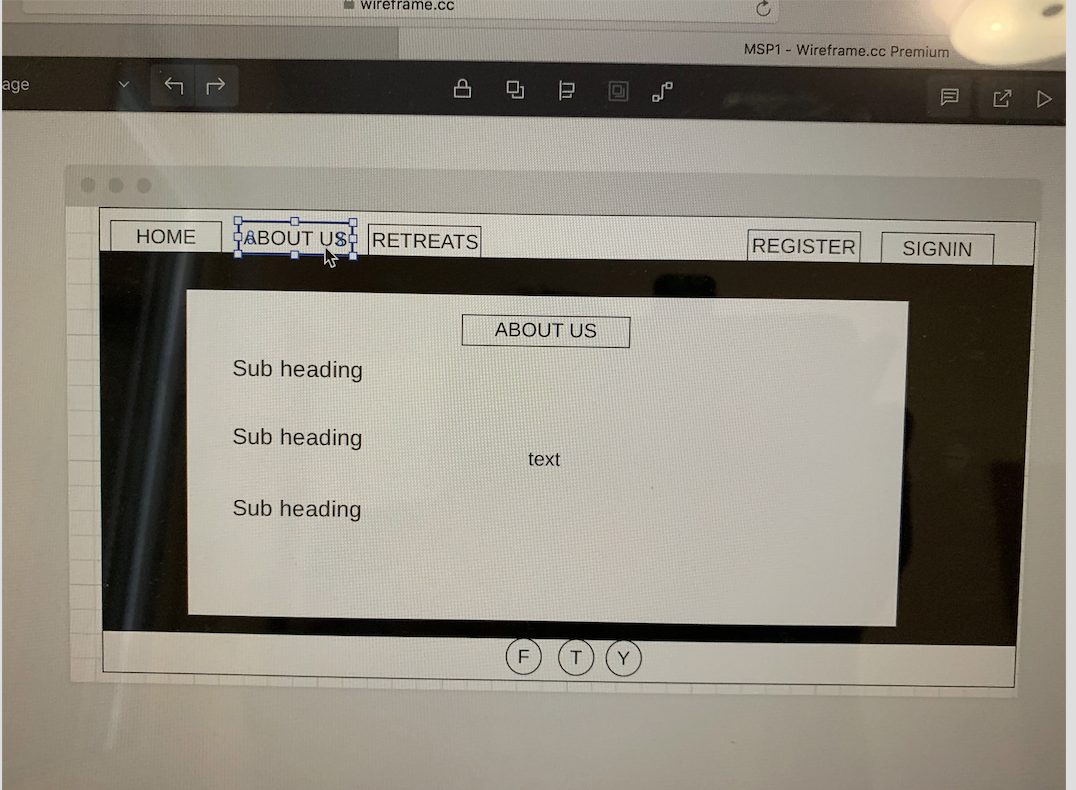 wireframe.cc
MSP1 - Wireframe.cc Premium
age
HOME ABOUT US RETREATS REGISTER SIGNIN
ABOUT US
Sub heading
Sub heading
text
Sub heading
F T Y